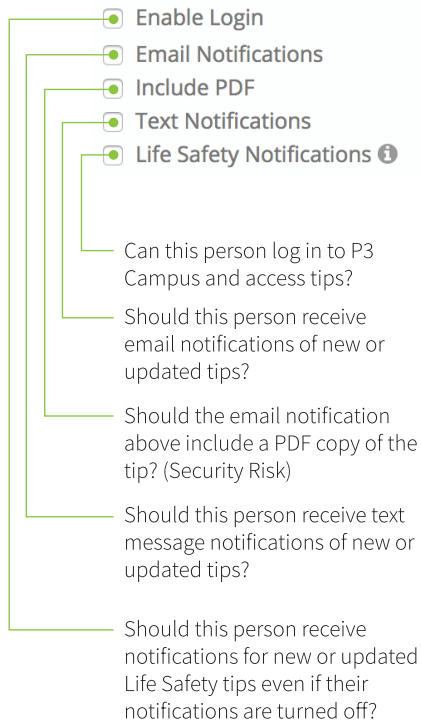 Enable Login
Email Notifications
Include PDF
Text Notifications
Life Safety Notifications
Can this person log in to P3
Campus and access tips?
Should this person receive
email notifications of new or
updated tips?
Should the email notification
above include a PDF copy of the
tip? (Security Risk)
Should this person receive text
message notifications of new or
updated tips?
Should this person receive
notifications for new or updated
Life Safety tips even if their
notifications are turned off?